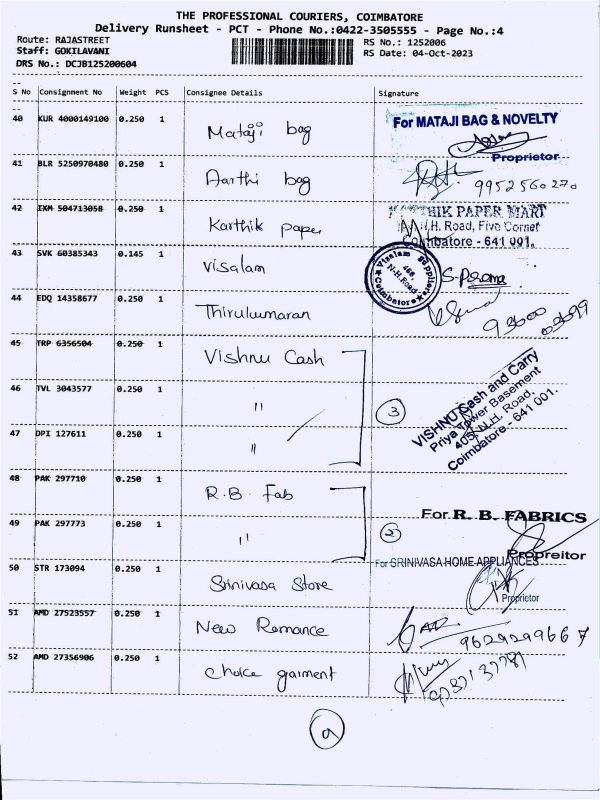 THE PROFESSIONAL COURIERS, COIMBATORE
Delivery Runsheet - PCT - Phone No.:0422-3505555 - Page No.:4
Route: RAJASTREET
RS No.: 1252006
Staff: GOKILAVANI
RS Date: 04-Oct-2023
DRS No.: DCJB125200604
S No Consignment No Weight PCS Consignee Details Signature
40 KUR 4000149100 0.250 1 Mataji bag
For MATAJI BAG & NOVELTY
Proprietor
41 BLR 5250970480 0.250 1 Aarthi bag
9952560270
42 IXM 504713058 0.250 1 Karthik paper
KARTHIK PAPER MART
N.H. Road, Five Corner
Coimbatore - 641 001.
43 SVK 60385343 0.145 1 Visalam
Visalam Suppliers
N-H.Road
Coimbatore
44 EDQ 14358677 0.250 1 Thirukumaran
45 TRP 6356504 0.250 1 Vishnu Cash
46 TVL 3043577 0.250 1 "
3
47 DPI 127611 0.250 1 "
VISHNU Cash and Carry
Priya Tower Basement
405, N.H. Road,
Coimbatore - 641 001.
48 PAK 297710 0.250 1 R.B. Fab
49 PAK 297773 0.250 1 "
2
For R. B. FABRICS
Propreitor
50 STR 173094 0.250 1 Srinivasa Store
For SRINIVASA HOME APPLIANCES
Proprietor
51 AMD 27523557 0.250 1 New Romance
9629299667
52 AMD 27356906 0.250 1 Choice garment